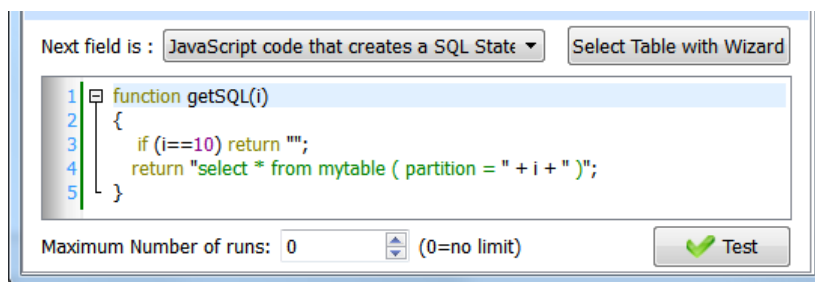 Next field is : JavaScript code that creates a SQL State Select Table with Wizard
1 function getSQL(i)
2 {
3 if (i==10) return "";
4 return "select * from mytable ( partition = " + i + " )";
5 }
Maximum Number of runs: 0 (0=no limit) Test